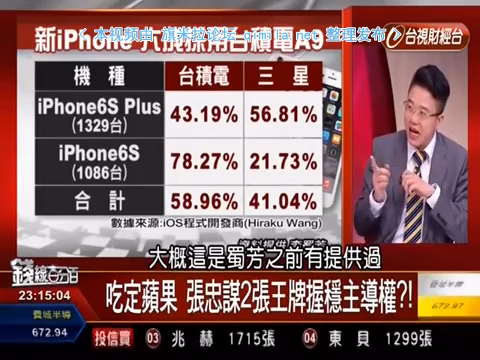 < 本视频由 旗米拉论坛 qimila.net 整理发布 >
新iPhone 採用台積電A9
台視財經台
機種 台積電 三星
iPhone6S Plus 43.19% 56.81%
(1329台)
iPhone6S 78.27% 21.73%
(1086台)
合計 58.96% 41.04%
數據來源:iOS程式開發商(Hiraku Wang)
大概這是蜀芳之前有提供過
錢線百分百
吃定蘋果 張忠謀2張王牌握穩主導權?!
23:15:04
費城半導
672.94
投信買 03 兆赫 1715張 04 東貝 1299張